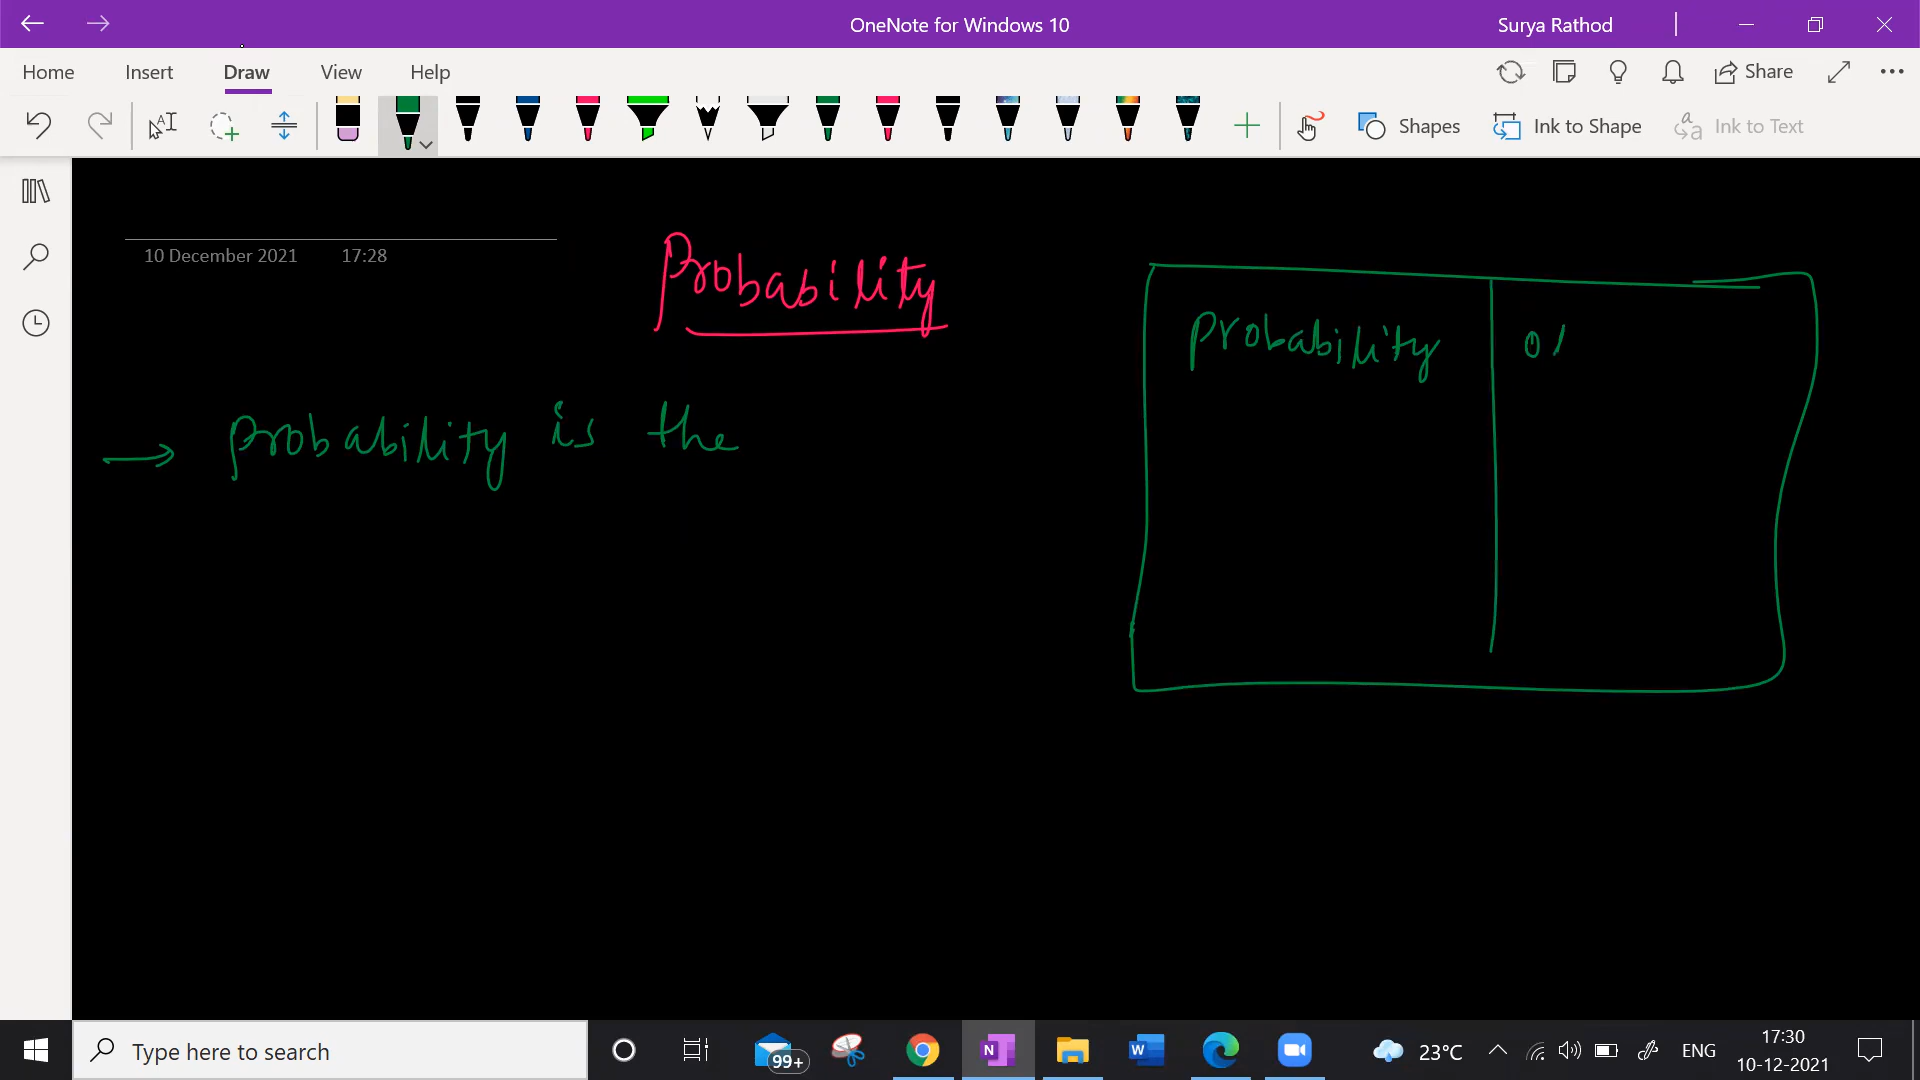 OneNote for Windows 10
Surya Rathod
Home Insert Draw View Help
Share
Shapes Ink to Shape Ink to Text
10 December 2021 17:28
Probability
Probability is the
Probability
Type here to search
99+
23°C
ENG
17:30
10-12-2021